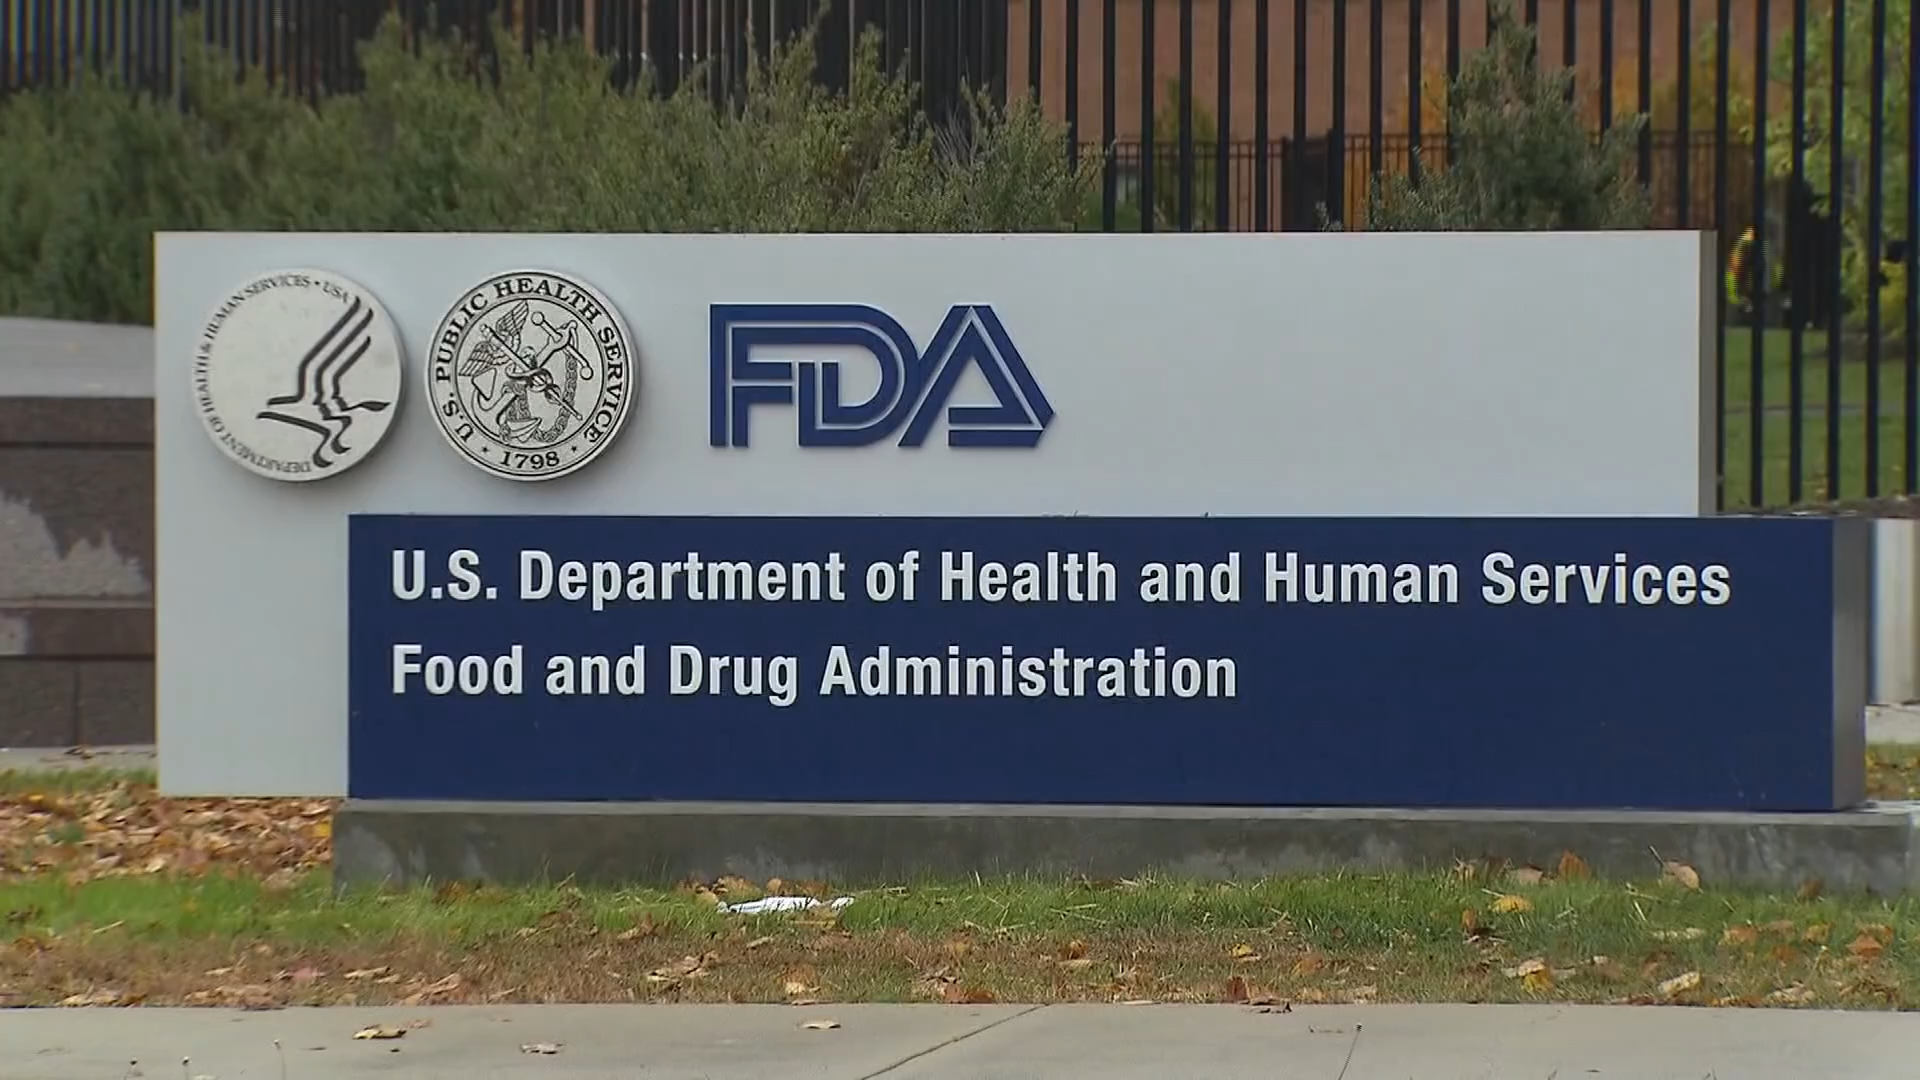 DEPARTMENT OF HEALTH & HUMAN SERVICES • USA
U.S. PUBLIC HEALTH SERVICE
1798
FDA
U.S. Department of Health and Human Services
Food and Drug Administration